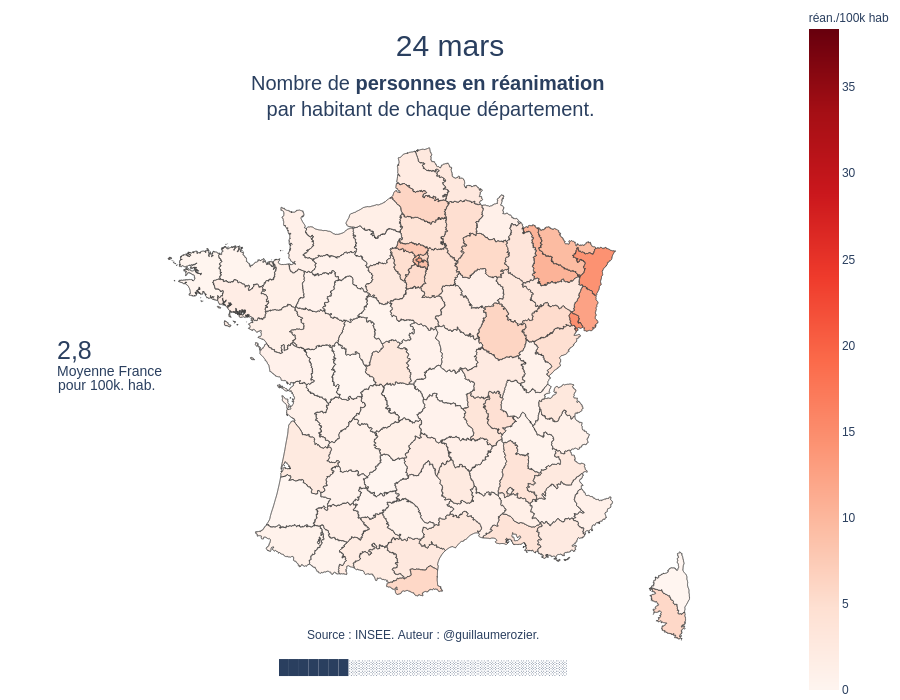 réan./100k hab
24 mars
Nombre de personnes en réanimation
par habitant de chaque département.
35
30
25
20
15
10
5
0
2,8
Moyenne France
pour 100k. hab.
Source : INSEE. Auteur : @guillaumerozier.